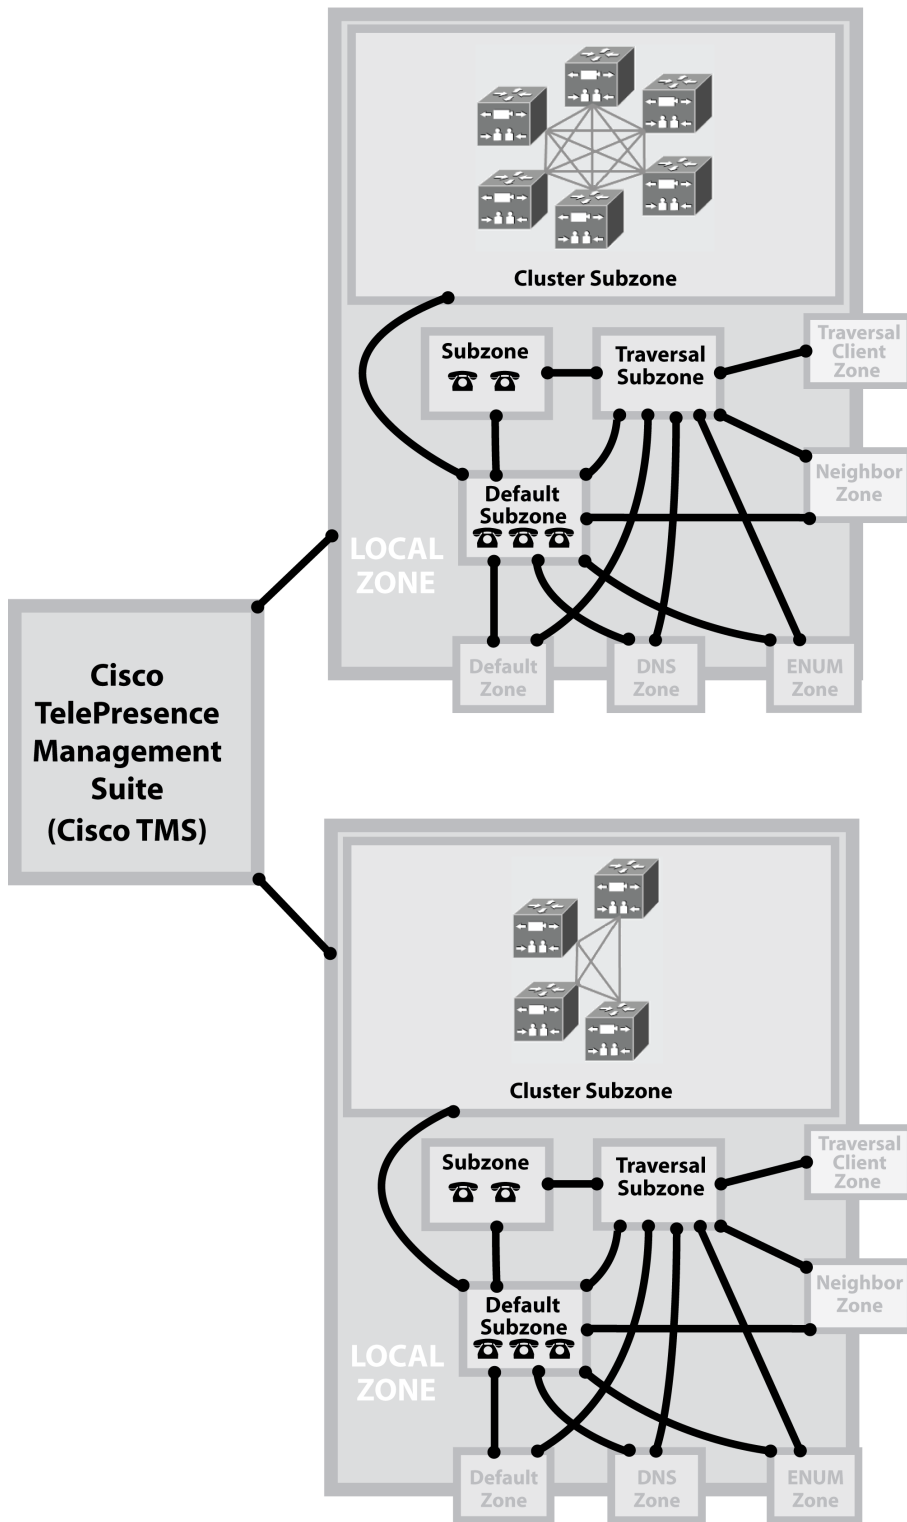 Cluster Subzone
Subzone
Traversal
Subzone
Traversal
Client
Zone
Default
Subzone
Neighbor
Zone
LOCAL
ZONE
Default
Zone
DNS
Zone
ENUM
Zone
Cisco
TelePresence
Management
Suite
(Cisco TMS)
Cluster Subzone
Subzone
Traversal
Subzone
Traversal
Client
Zone
Default
Subzone
Neighbor
Zone
LOCAL
ZONE
Default
Zone
DNS
Zone
ENUM
Zone